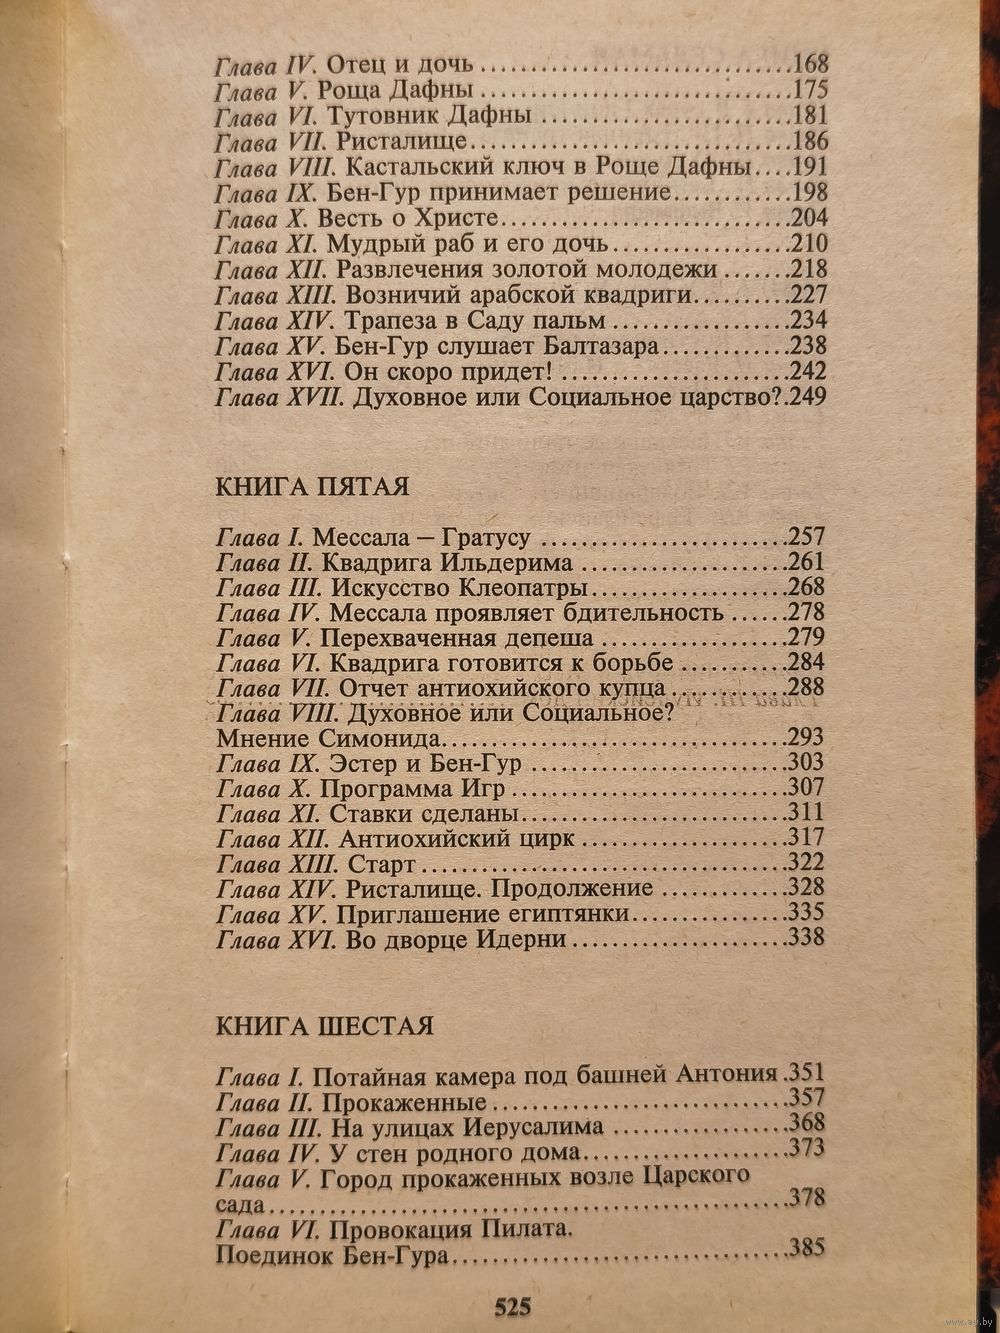 Глава IV. Отец и дочь ................................168
Глава V. Роща Дафны ................................175
Глава VI. Тутовник Дафны ..........................181
Глава VII. Ристалище.................................186
Глава VIII. Кастальский ключ в Роще Дафны....191
Глава IX. Бен-Гур принимает решение............198
Глава X. Весть о Христе..............................204
Глава XI. Мудрый раб и его дочь..................210
Глава XII. Развлечения золотой молодежи .......218
Глава XIII. Возничий арабской квадриги..........227
Глава XIV. Трапеза в Саду пальм ..................234
Глава XV. Бен-Гур слушает Балтазара.............238
Глава XVI. Он скоро придет! .......................242
Глава XVII. Духовное или Социальное царство?.249
КНИГА ПЯТАЯ
Глава I. Мессала — Гратусу .........................257
Глава II. Квадрига Ильдерима .....................261
Глава III. Искусство Клеопатры....................268
Глава IV. Мессала проявляет бдительность ......278
Глава V. Перехваченная депеша ...................279
Глава VI. Квадрига готовится к борьбе ...........284
Глава VII. Отчет антиохийского купца ............288
Глава VIII. Духовное или Социальное?
Мнение Симонида...................................293
Глава IX. Эстер и Бен-Гур ..........................303
Глава X. Программа Игр ............................307
Глава XI. Ставки сделаны...........................311
Глава XII. Антиохийский цирк .....................317
Глава XIII. Старт .....................................322
Глава XIV. Ристалище. Продолжение .............328
Глава XV. Приглашение египтянки................335
Глава XVI. Во дворце Идерни ......................338
КНИГА ШЕСТАЯ
Глава I. Потайная камера под башней Антония .351
Глава II. Прокаженные ..............................357
Глава III. На улицах Иерусалима ..................368
Глава IV. У стен родного дома.....................373
Глава V. Город прокаженных возле Царского
сада.....................................................378
Глава VI. Провокация Пилата.
Поединок Бен-Гура..................................385
525
www.ay.by